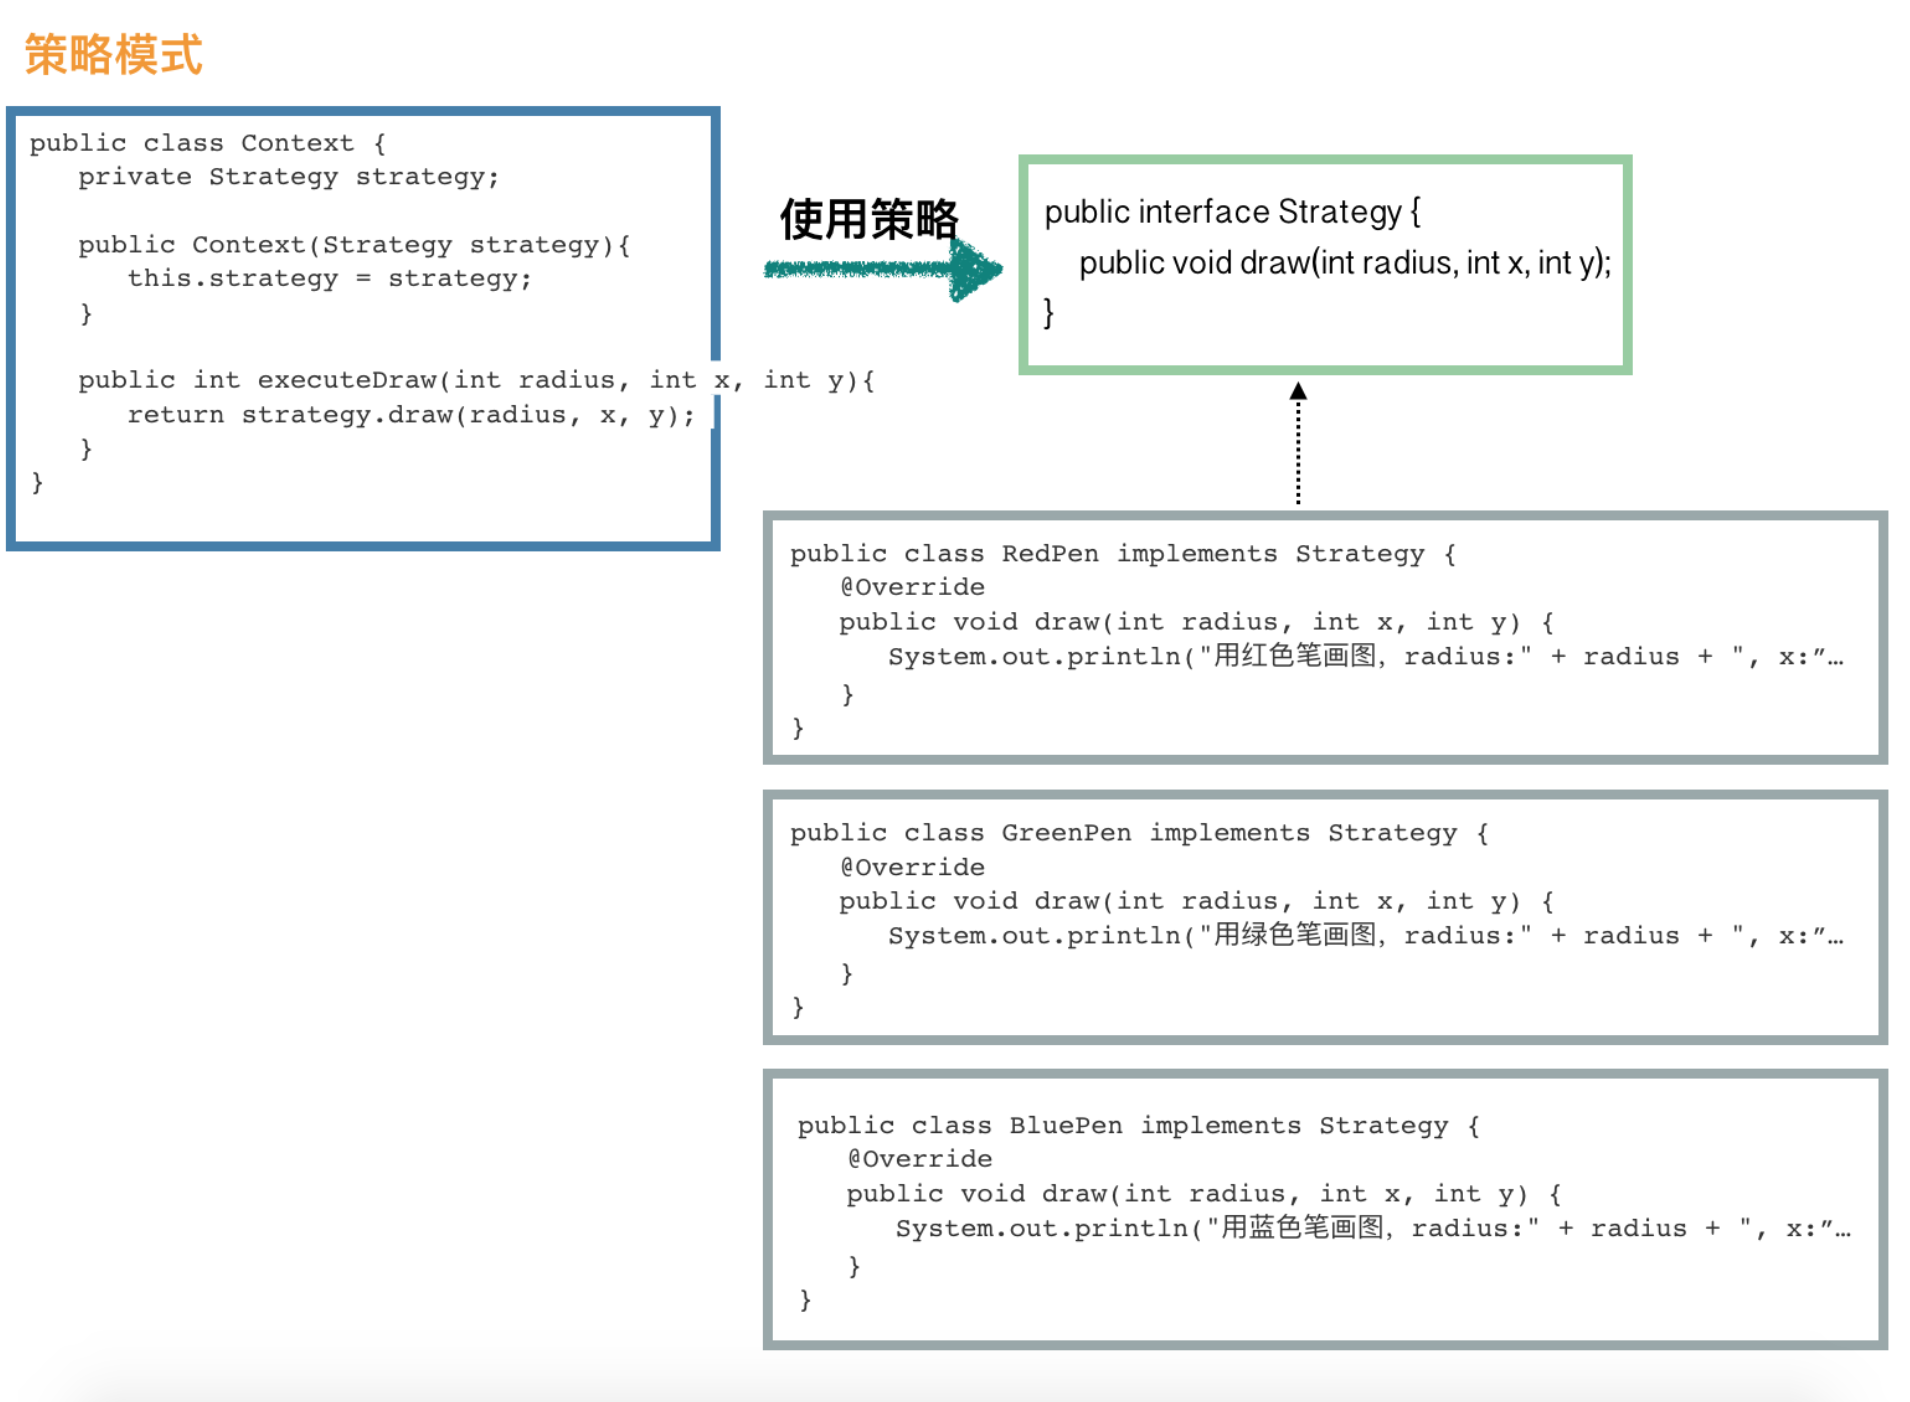 策略模式
public class Context {
private Strategy strategy;
public Context(Strategy strategy){
this.strategy = strategy;
}
public int executeDraw(int radius, int x, int y){
return strategy.draw(radius, x, y);
}
}
使用策略
public interface Strategy {
public void draw(int radius, int x, int y);
}
public class RedPen implements Strategy {
@Override
public void draw(int radius, int x, int y) {
System.out.println("用红色笔画图，radius:" + radius + ", x:”…
}
}
public class GreenPen implements Strategy {
@Override
public void draw(int radius, int x, int y) {
System.out.println("用绿色笔画图，radius:" + radius + ", x:”…
}
}
public class BluePen implements Strategy {
@Override
public void draw(int radius, int x, int y) {
System.out.println("用蓝色笔画图，radius:" + radius + ", x:”…
}
}